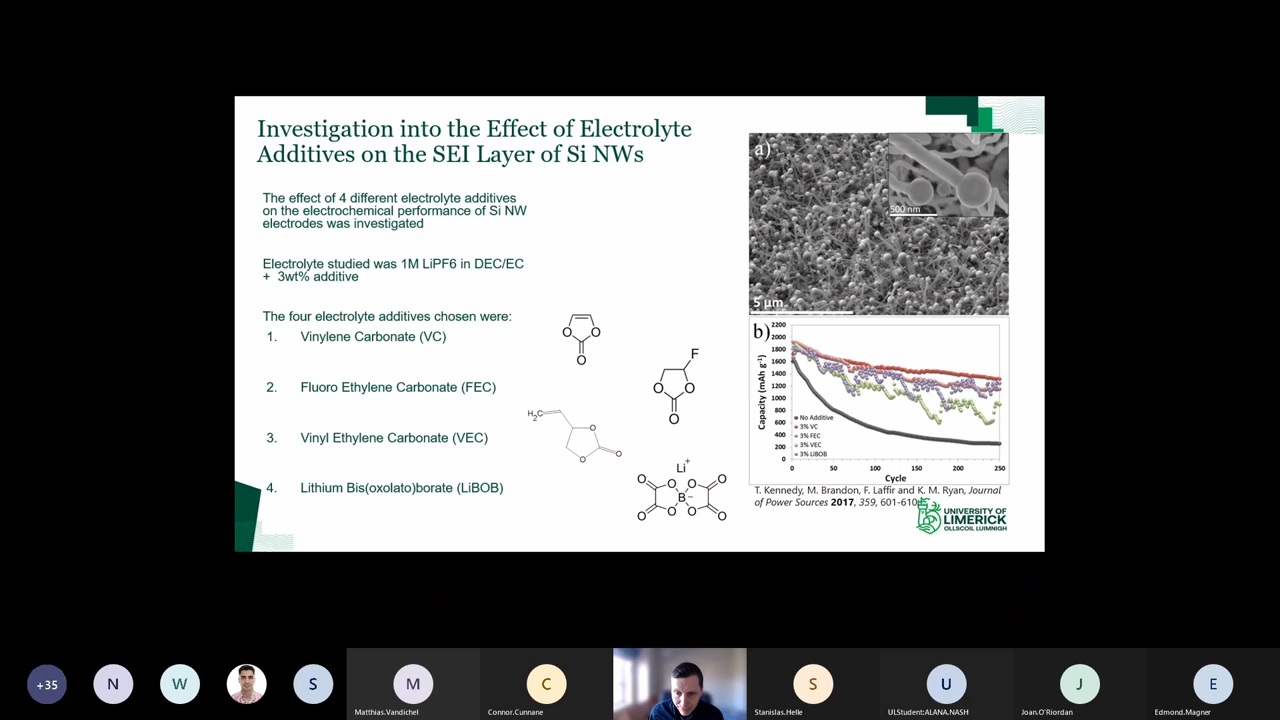 Investigation into the Effect of Electrolyte
Additives on the SEI Layer of Si NWs
The effect of 4 different electrolyte additives
on the electrochemical performance of Si NW
electrodes was investigated
Electrolyte studied was 1M LiPF6 in DEC/EC
+ 3wt% additive
The four electrolyte additives chosen were:
1. Vinylene Carbonate (VC)
2. Fluoro Ethylene Carbonate (FEC)
3. Vinyl Ethylene Carbonate (VEC)
4. Lithium Bis(oxolato)borate (LiBOB)
O O
O
F
O O
O
H2C
O
O
O
Li+
O O O O
B−
O O O O
a)
500 nm
5 µm
b)
2200
2000
1800
1600
1400
1200
1000
800
600
400
200
0
Capacity (mAh g-1)
No Additive
3% VC
3% FEC
3% VEC
3% LiBOB
0 50 100 150 200 250
Cycle
T. Kennedy, M. Brandon, F. Laffir and K. M. Ryan, Journal
of Power Sources 2017, 359, 601-610
UNIVERSITY OF
LIMERICK
OLLSCOIL LUIMNIGH
+35 N W S M C S U J E
Matthias.Vandichel Connor.Cunnane Stanislas.Helle ULStudent:ALANA.NASH Joan.O'Riordan Edmond.Magner